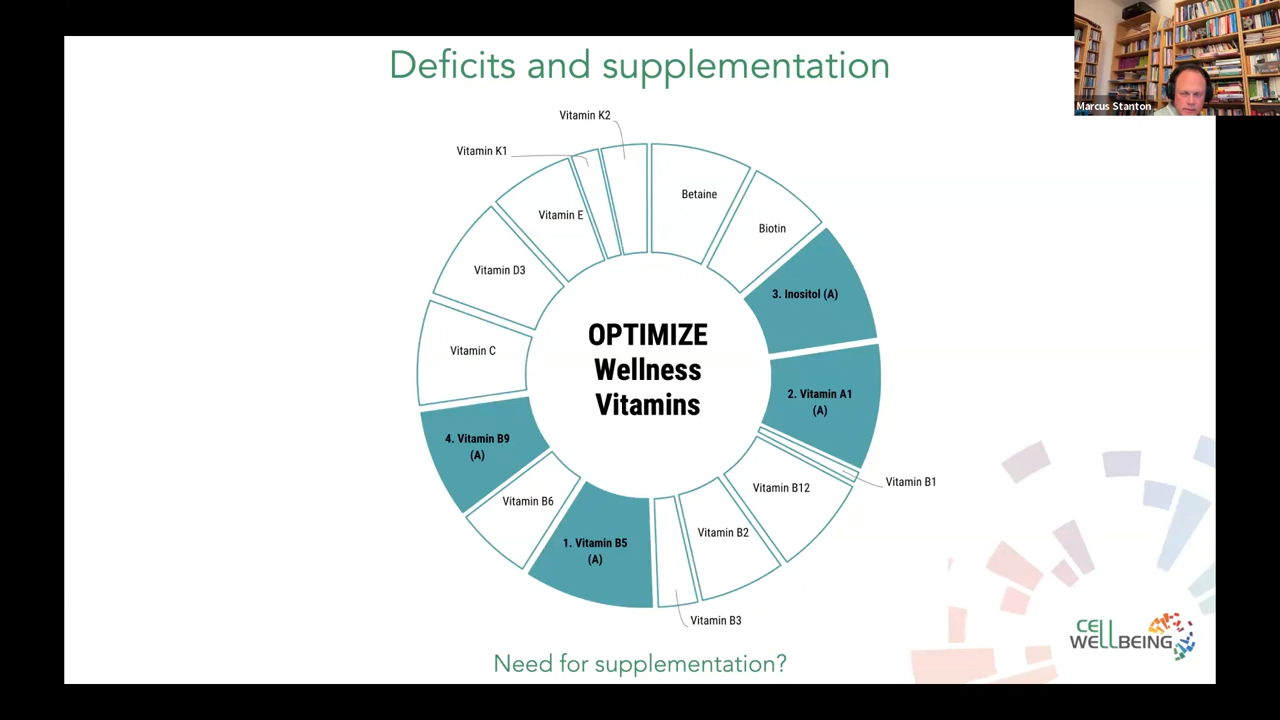 Deficits and supplementation
Marcus Stanton
Vitamin K2
Vitamin K1
Betaine
Vitamin E
Biotin
Vitamin D3
3. Inositol (A)
OPTIMIZE
Wellness
Vitamins
Vitamin C
2. Vitamin A1
(A)
4. Vitamin B9
(A)
Vitamin B1
Vitamin B12
Vitamin B6
Vitamin B2
1. Vitamin B5
(A)
Vitamin B3
CELL
WELLBEING
Need for supplementation?